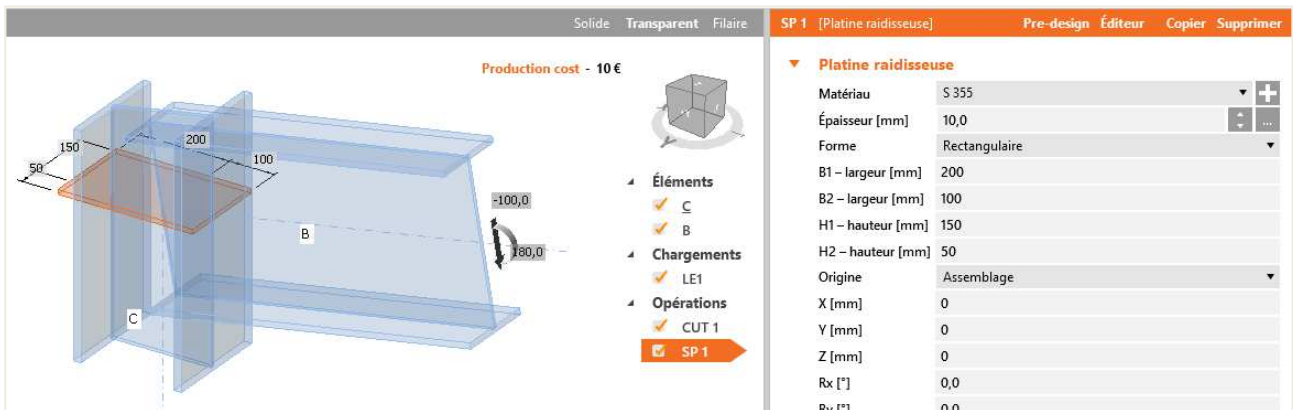 Solide Transparent Filaire
SP 1 [Platine raidisseuse] Pre-design Éditeur Copier Supprimer
Production cost - 10 €
200
150
100
50
B
C
-100,0
180,0
Éléments
C
B
Chargements
LE1
Opérations
CUT 1
SP 1
Platine raidisseuse
Matériau S 355
Épaisseur [mm] 10,0 ...
Forme Rectangulaire
B1 – largeur [mm] 200
B2 – largeur [mm] 100
H1 – hauteur [mm] 150
H2 – hauteur [mm] 50
Origine Assemblage
X [mm] 0
Y [mm] 0
Z [mm] 0
Rx [°] 0,0
Ry [°] 0,0